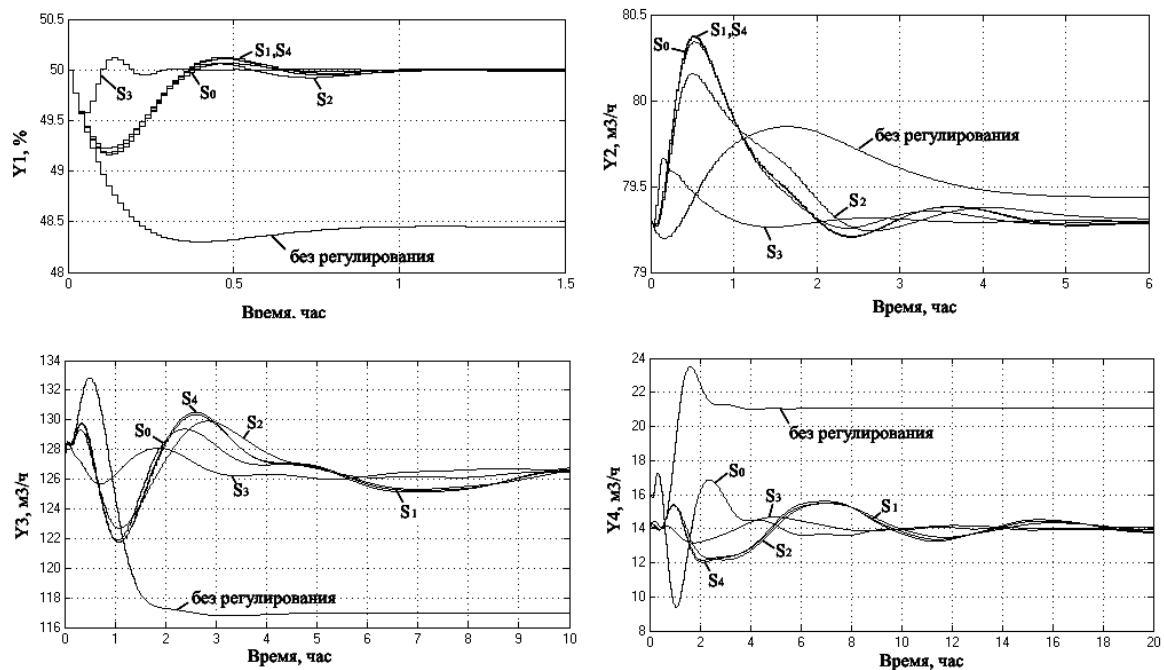 50.5
50
49.5
49
48.5
48
Y1, %
S1,S4
S3
S0
S2
без регулирования
0
0.5
1
1.5
Время, час
80.5
80
79.5
79
Y2, м3/ч
S0
S1,S4
без регулирования
S2
S3
0
1
2
3
4
5
6
Время, час
134
132
130
128
126
124
122
120
118
116
Y3, м3/ч
S4
S0
S2
S3
S1
без регулирования
0
1
2
3
4
5
6
7
8
9
10
Время, час
24
22
20
18
16
14
12
10
8
Y4, м3/ч
без регулирования
S0
S3
S1
S2
S4
0
2
4
6
8
10
12
14
16
18
20
Время, час